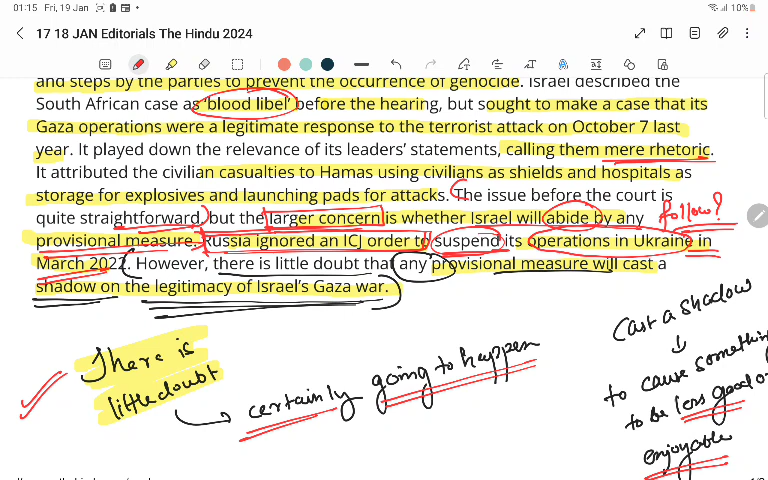 01:15 Fri, 19 Jan
10%
17 18 JAN Editorials The Hindu 2024
and steps by the parties to prevent the occurrence of genocide. Israel described the
South African case as 'blood libel' before the hearing, but sought to make a case that its
Gaza operations were a legitimate response to the terrorist attack on October 7 last
year. It played down the relevance of its leaders' statements, calling them mere rhetoric.
It attributed the civilian casualties to Hamas using civilians as shields and hospitals as
storage for explosives and launching pads for attacks. The issue before the court is
quite straightforward, but the larger concern is whether Israel will abide by any
follow?
provisional measure. Russia ignored an ICJ order to suspend its operations in Ukraine in
March 2022. However, there is little doubt that any provisional measure will cast a
shadow on the legitimacy of Israel's Gaza war.
There is
little doubt
certainly going to happen
Cast a shadow
to cause somethin
to be less good o
enjoyable